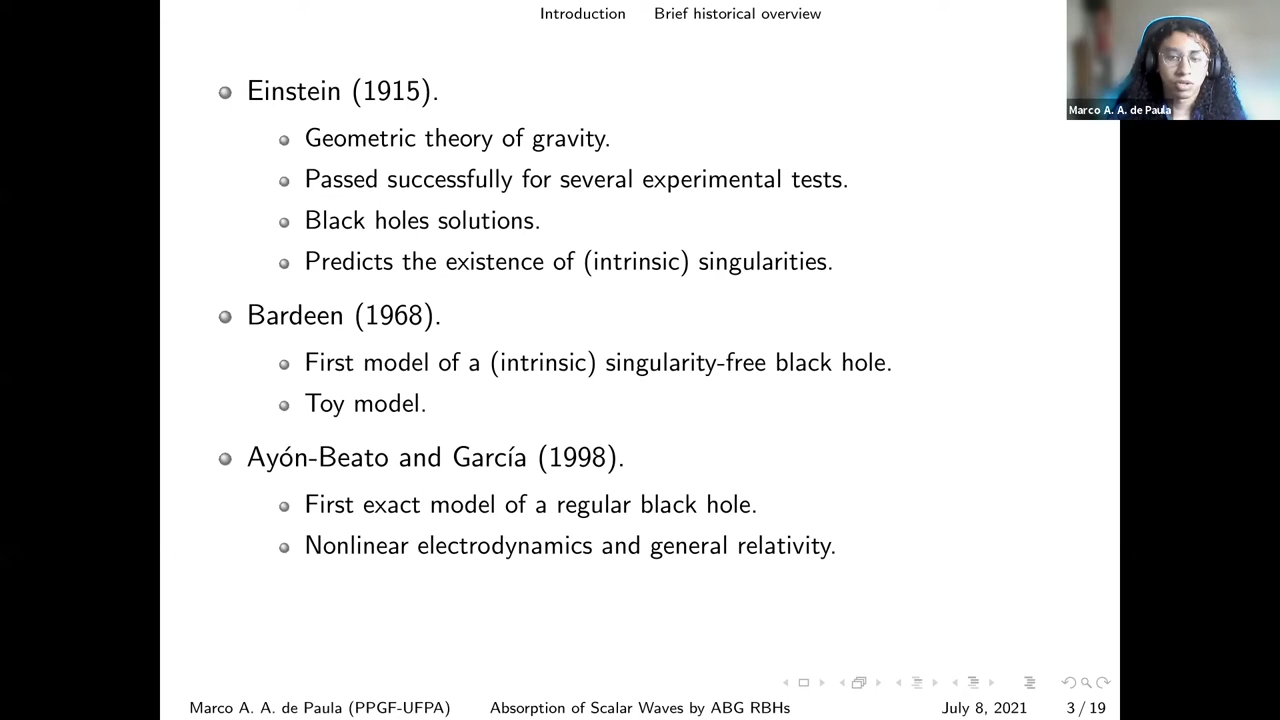 Introduction Brief historical overview
Marco A. A. de Paula
Einstein (1915).
Geometric theory of gravity.
Passed successfully for several experimental tests.
Black holes solutions.
Predicts the existence of (intrinsic) singularities.
Bardeen (1968).
First model of a (intrinsic) singularity-free black hole.
Toy model.
Ayón-Beato and García (1998).
First exact model of a regular black hole.
Nonlinear electrodynamics and general relativity.
Marco A. A. de Paula (PPGF-UFPA) Absorption of Scalar Waves by ABG RBHs July 8, 2021 3 / 19